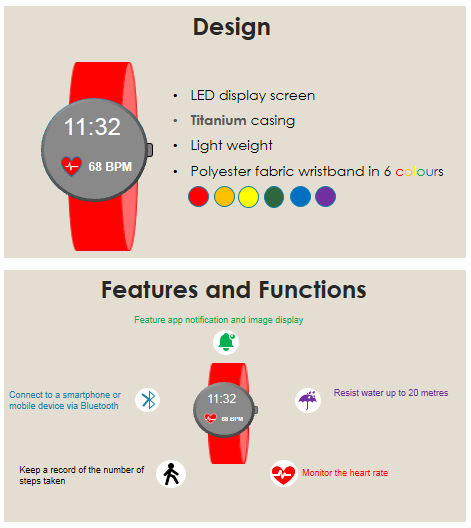 Design
11:32
68 BPM
• LED display screen
• Titanium casing
• Light weight
• Polyester fabric wristband in 6 colours
Features and Functions
Feature app notification and image display
Connect to a smartphone or
mobile device via Bluetooth
11:32
68 BPM
Resist water up to 20 metres
Keep a record of the number of
steps taken
Monitor the heart rate